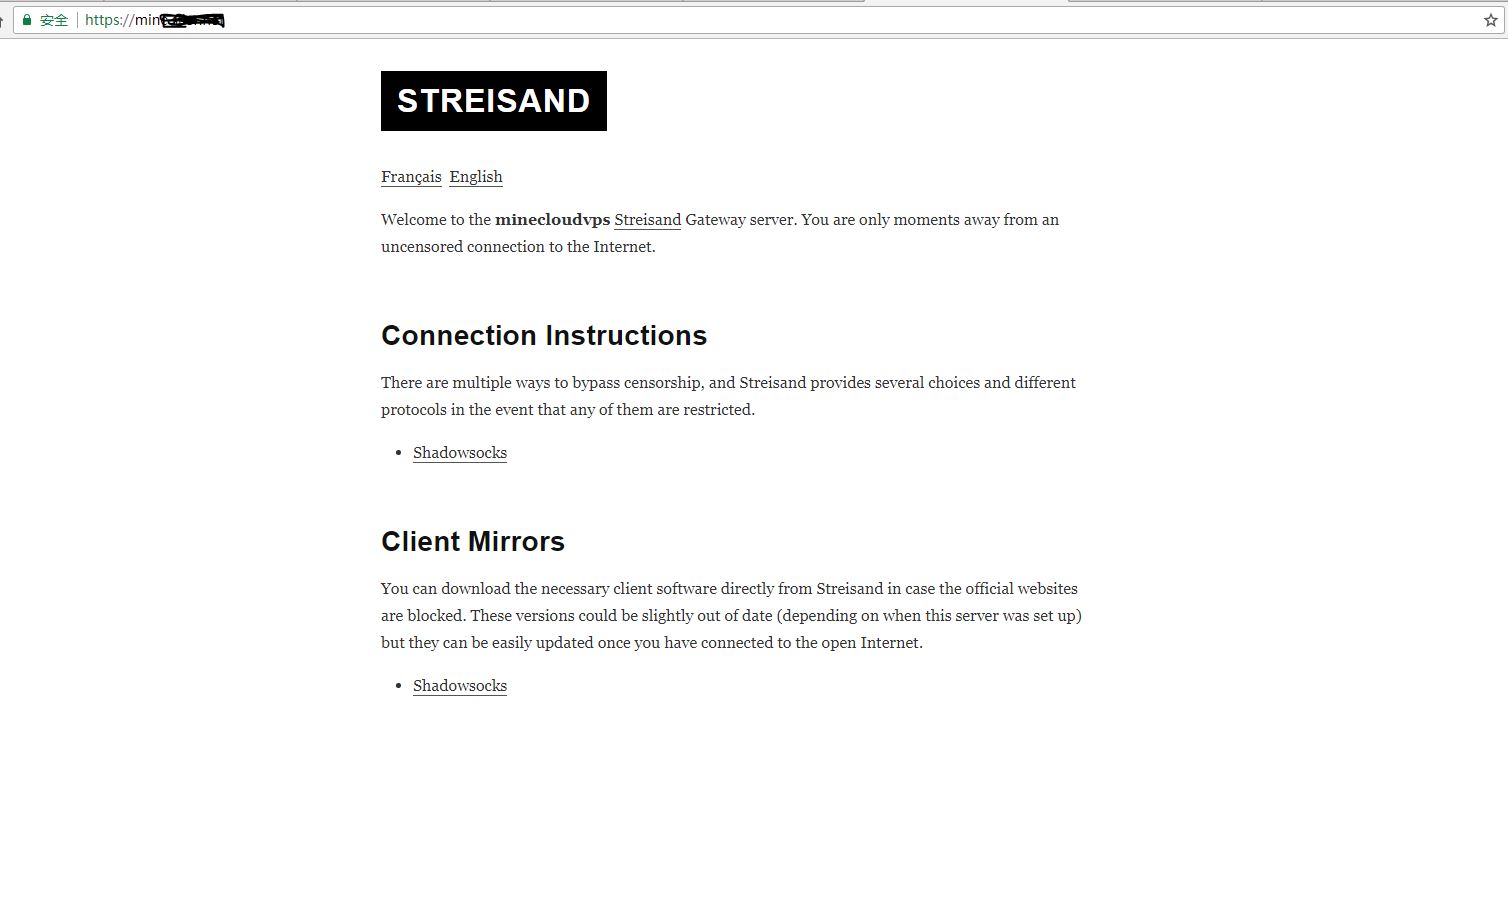 安全 https://min
STREISAND
Français English
Welcome to the minecloudvps Streisand Gateway server. You are only moments away from an
uncensored connection to the Internet.
Connection Instructions
There are multiple ways to bypass censorship, and Streisand provides several choices and different
protocols in the event that any of them are restricted.
• Shadowsocks
Client Mirrors
You can download the necessary client software directly from Streisand in case the official websites
are blocked. These versions could be slightly out of date (depending on when this server was set up)
but they can be easily updated once you have connected to the open Internet.
• Shadowsocks